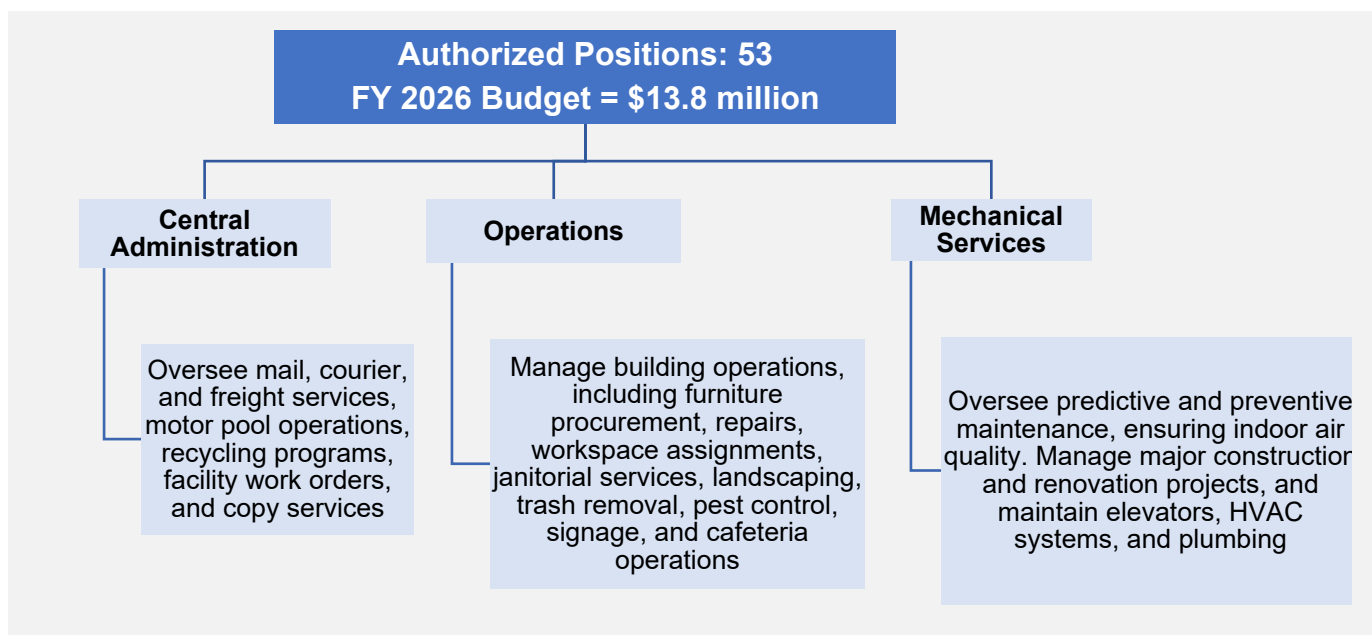 Authorized Positions: 53
FY 2026 Budget = $13.8 million
Central
Administration
Operations
Mechanical
Services
Oversee mail, courier,
and freight services,
motor pool operations,
recycling programs,
facility work orders,
and copy services
Manage building operations,
including furniture
procurement, repairs,
workspace assignments,
janitorial services, landscaping,
trash removal, pest control,
signage, and cafeteria
operations
Oversee predictive and preventive
maintenance, ensuring indoor air
quality. Manage major construction
and renovation projects, and
maintain elevators, HVAC
systems, and plumbing